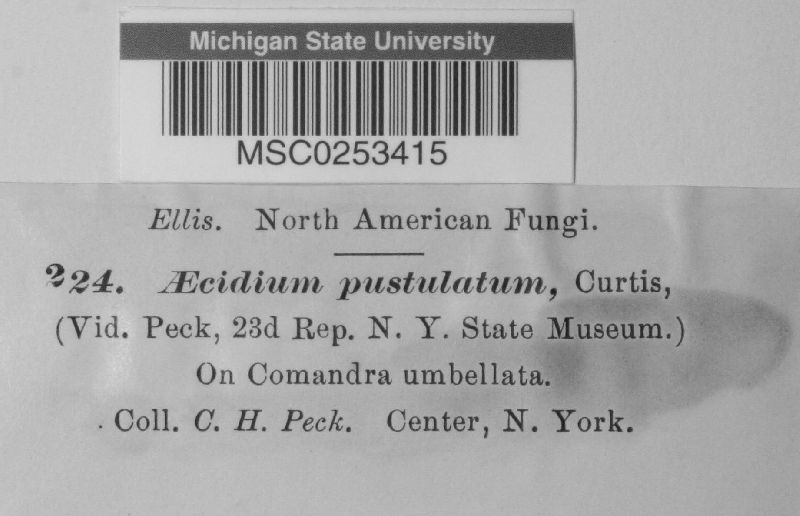 Michigan State University
MSC0253415
Ellis. North American Fungi.
224. Æcidium pustulatum, Curtis,
(Vid. Peck, 23d Rep. N. Y. State Museum.)
On Comandra umbellata.
Coll. C. H. Peck. Center, N. York.